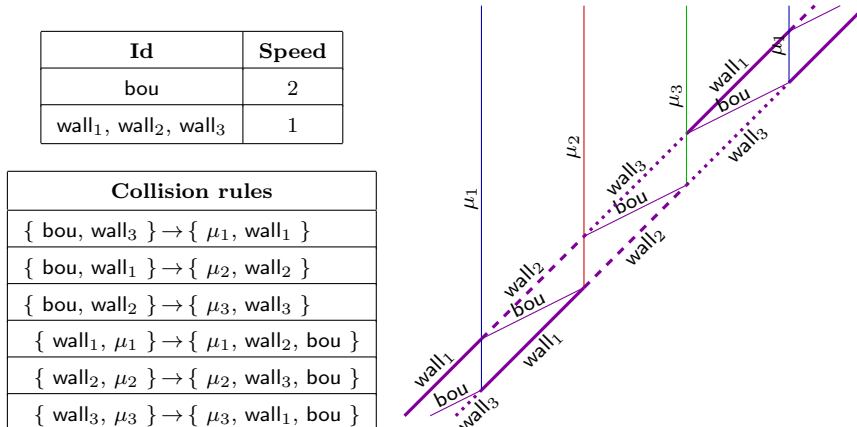 Id Speed
bou 2
wall₁, wall₂, wall₃ 1
Collision rules
{ bou, wall₃ } → { μ₁, wall₁ }
{ bou, wall₁ } → { μ₂, wall₂ }
{ bou, wall₂ } → { μ₃, wall₃ }
{ wall₁, μ₁ } → { μ₁, wall₂, bou }
{ wall₂, μ₂ } → { μ₂, wall₃, bou }
{ wall₃, μ₃ } → { μ₃, wall₁, bou }
μ₁
wall₁
bou
μ₃
wall₃
μ₂
wall₃
bou
μ₁
wall₂
wall₂
bou
wall₁
wall₁
bou
wall₃